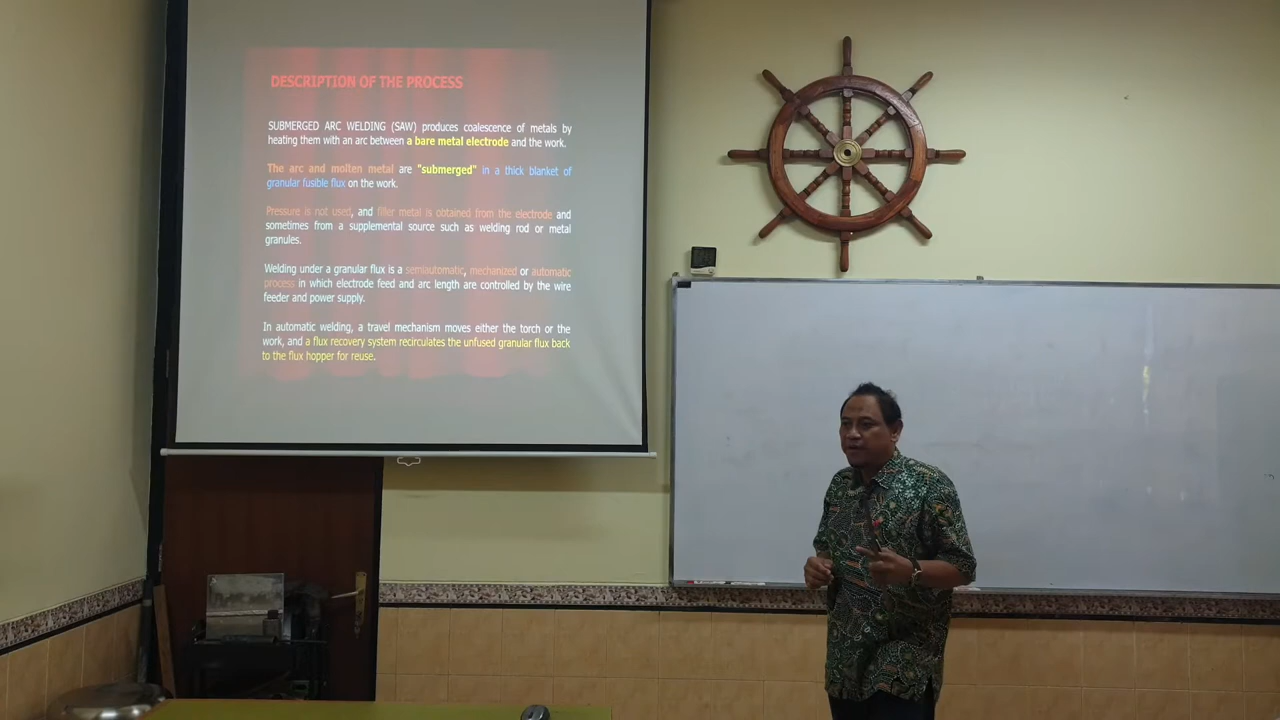 DESCRIPTION OF THE PROCESS
SUBMERGED ARC WELDING (SAW) produces coalescence of metals by
heating them with an arc between a bare metal electrode and the work.
The arc and molten metal are "submerged" in a thick blanket of
granular fusible flux on the work.
Pressure is not used, and filler metal is obtained from the electrode and
sometimes from a supplemental source such as welding rod or metal
granules.
Welding under a granular flux is a semiautomatic, mechanized or automatic
process in which electrode feed and arc length are controlled by the wire
feeder and power supply.
In automatic welding, a travel mechanism moves either the torch or the
work, and a flux recovery system recirculates the unfused granular flux back
to the flux hopper for reuse.